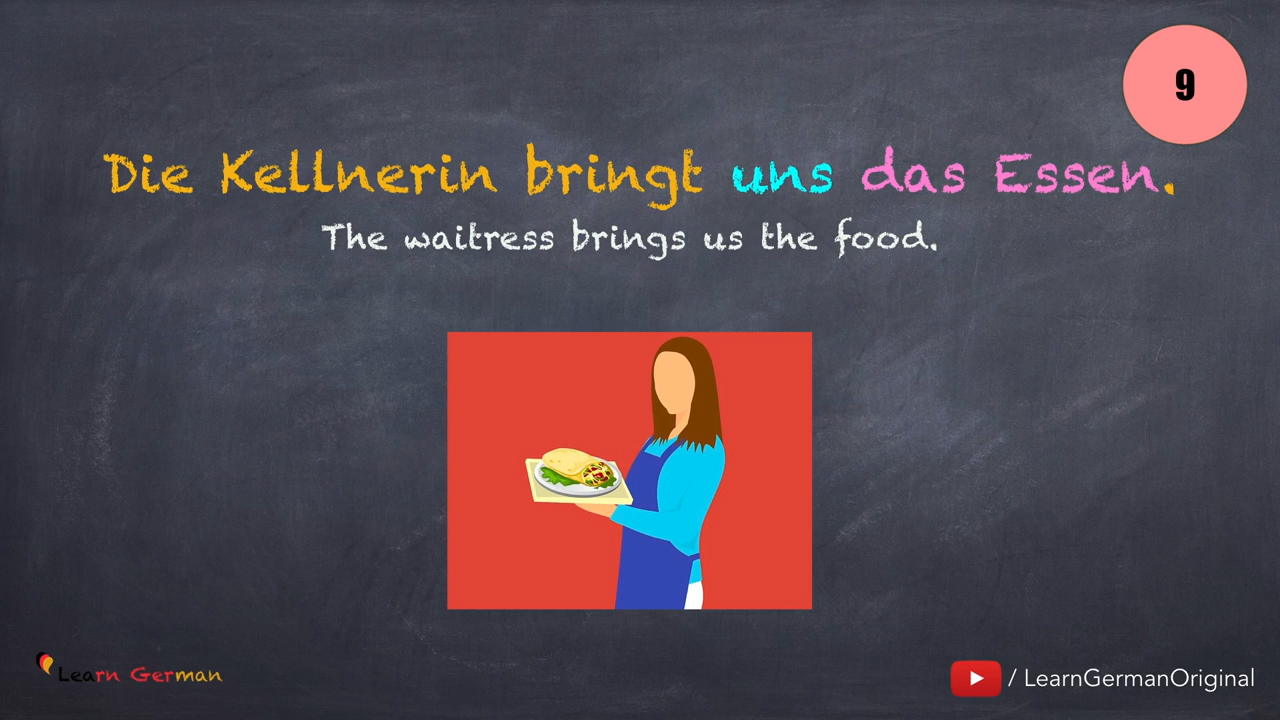 9
Die Kellnerin bringt uns das Essen.
The waitress brings us the food.
Learn German
/ LearnGermanOriginal